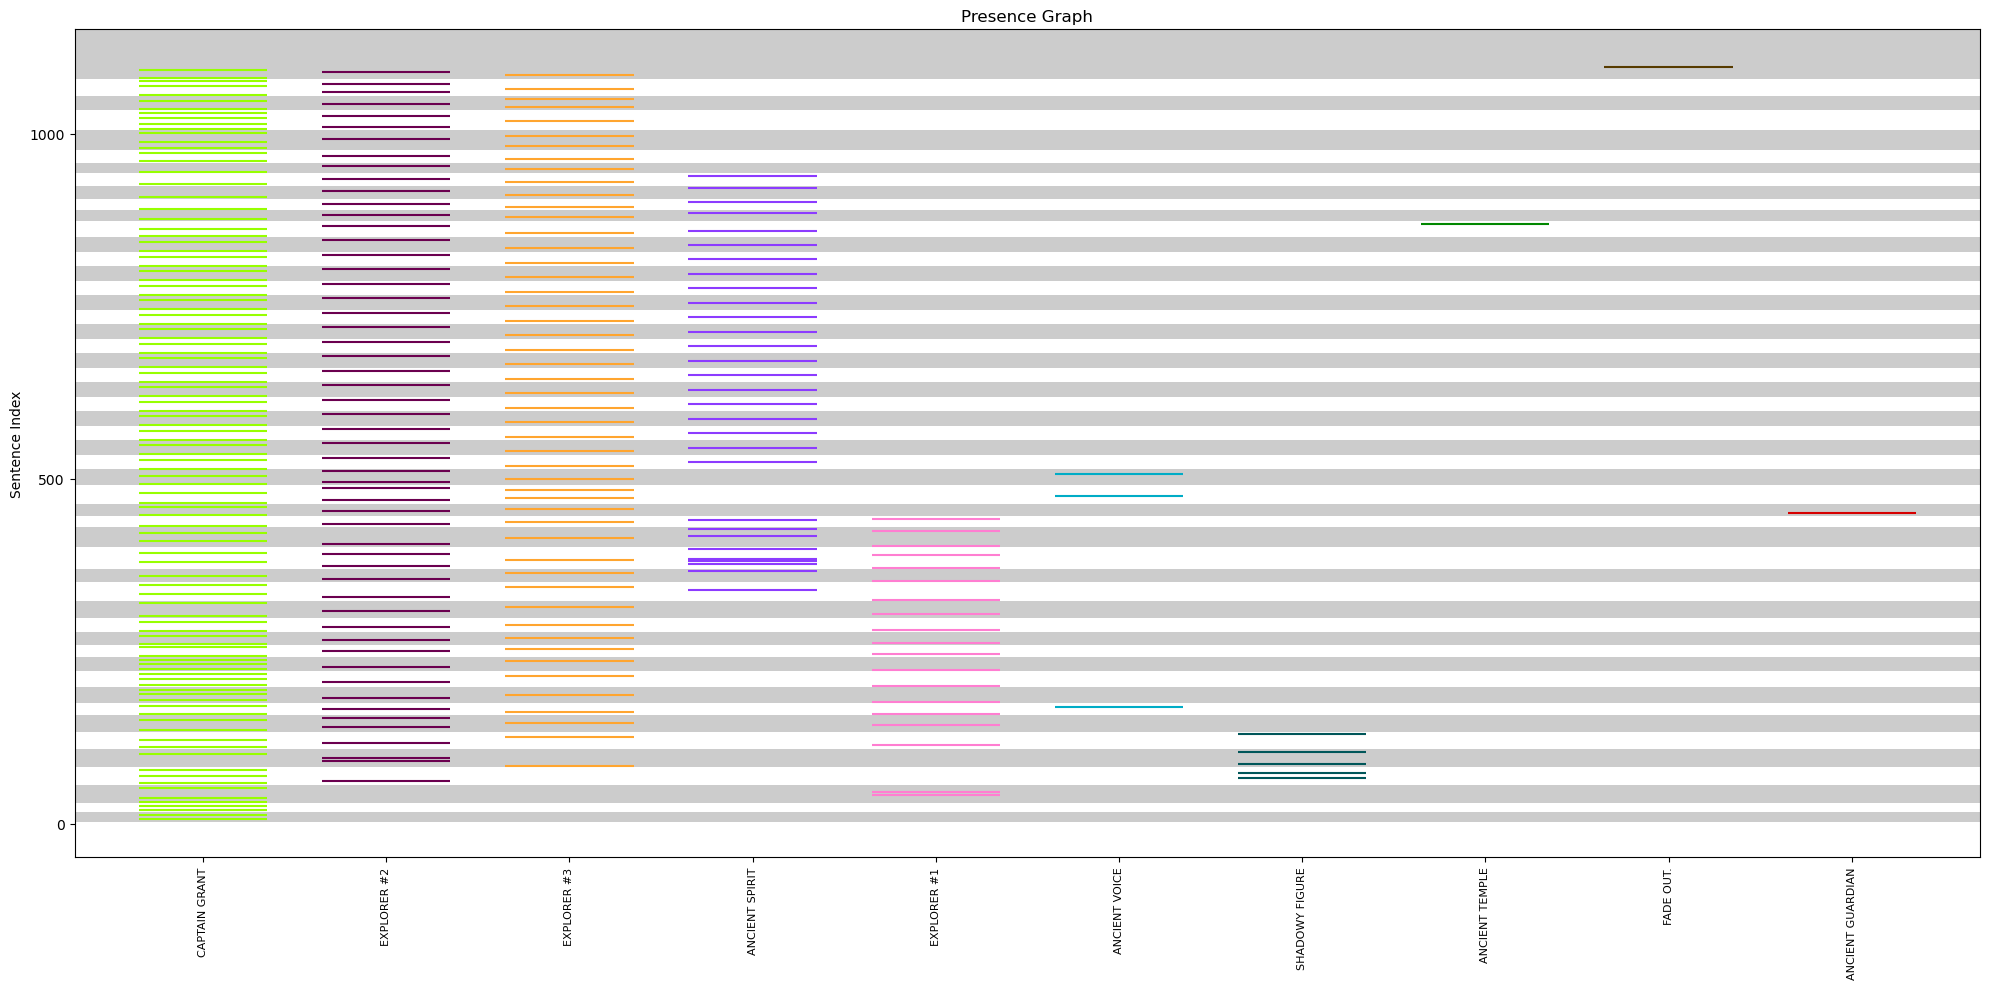 Presence Graph
1000
500
0
Sentence Index
CAPTAIN GRANT
EXPLORER #2
EXPLORER #3
ANCIENT SPIRIT
EXPLORER #1
ANCIENT VOICE
SHADOWY FIGURE
ANCIENT TEMPLE
FADE OUT.
ANCIENT GUARDIAN